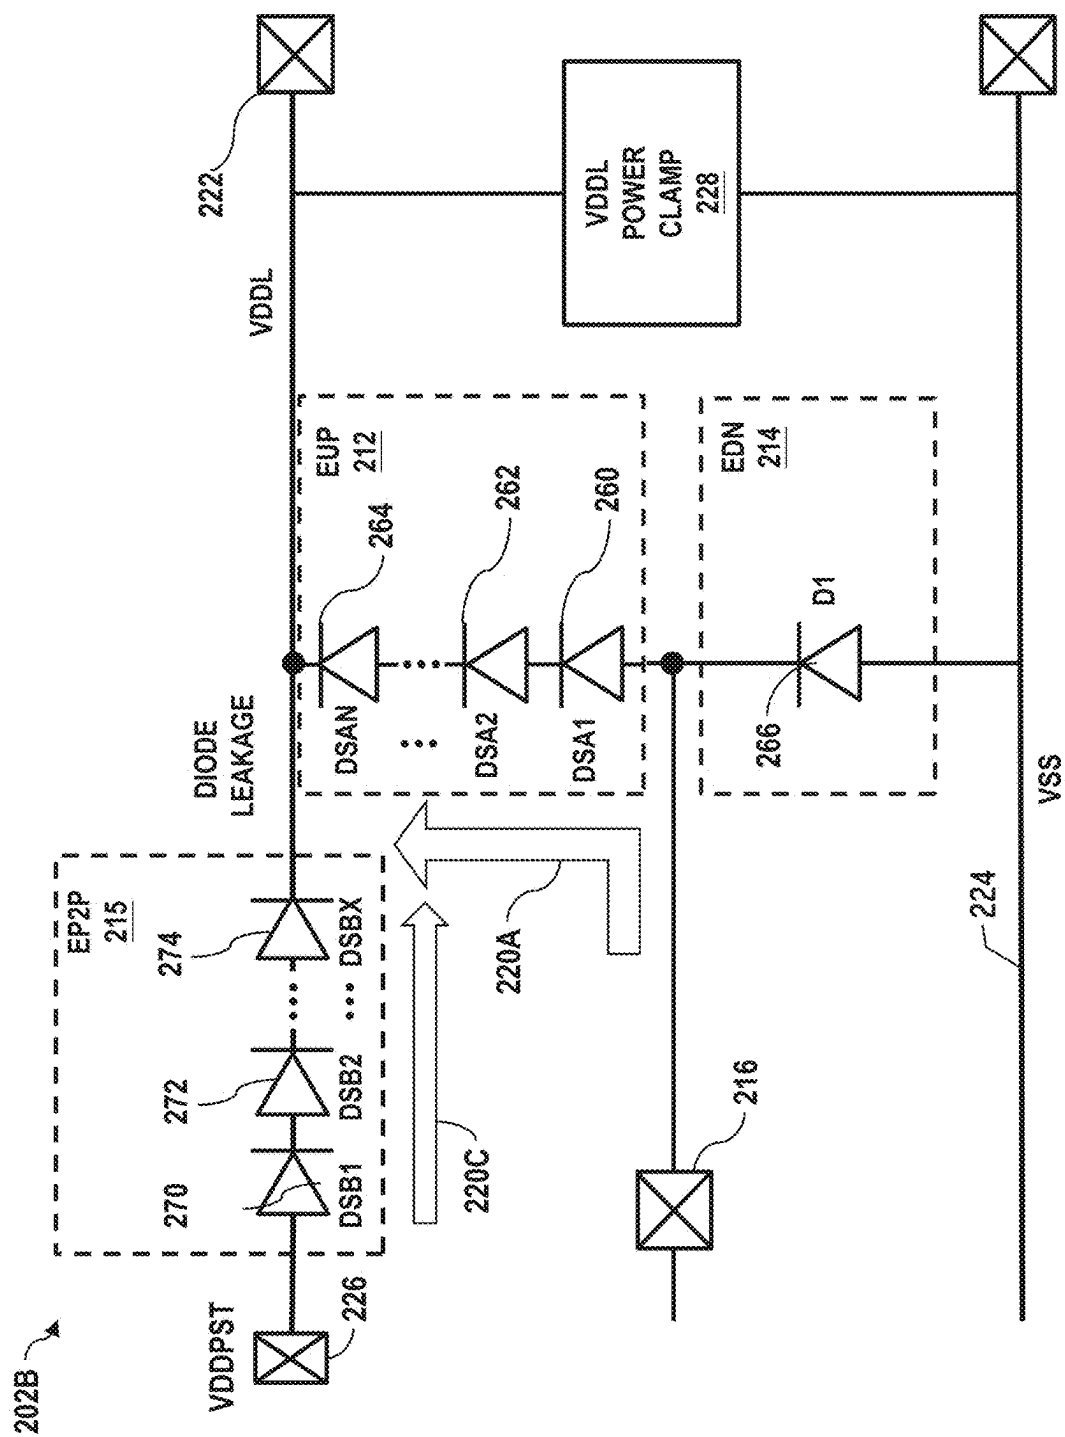 202B
VDDPST
226
EP2P
215
270
272
274
DSB1
DSB2
...
DSBX
220C
220A
DIODE
LEAKAGE
VDDL
222
EUP
212
264
262
260
DSAN
...
DSA2
DSA1
216
EDN
214
266
D1
VDDL
POWER
CLAMP
228
224
VSS